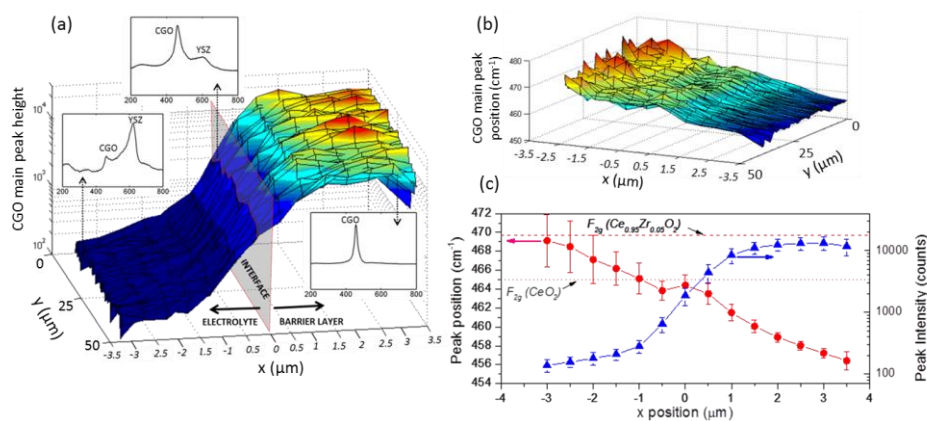 (a)
CGO
YSZ
200 400 600 800
CGO main peak height
10^4
10^3
10^2
YSZ
CGO
200 400 600 800
CGO
200 400 600 800
INTERFACE
ELECTROLYTE
BARRIER LAYER
0
25
50
y (µm)
-3.5 -3 -2.5 -2 -1.5 -1 -0.5 0 0.5 1 1.5 2 2.5 3 3.5
x (µm)
(b)
CGO main peak
position (cm⁻¹)
480
470
460
450
-3.5 -2.5 -1.5 -0.5 0.5 1.5 2.5 3.5
x (µm)
50
25
0
y (µm)
(c)
Peak position (cm⁻¹)
472
470
468
466
464
462
460
458
456
454
F2g (Ce0.95Zr0.05O2)
F2g (CeO2)
10000
1000
100
Peak Intensity (counts)
-4 -3 -2 -1 0 1 2 3 4
x position (µm)